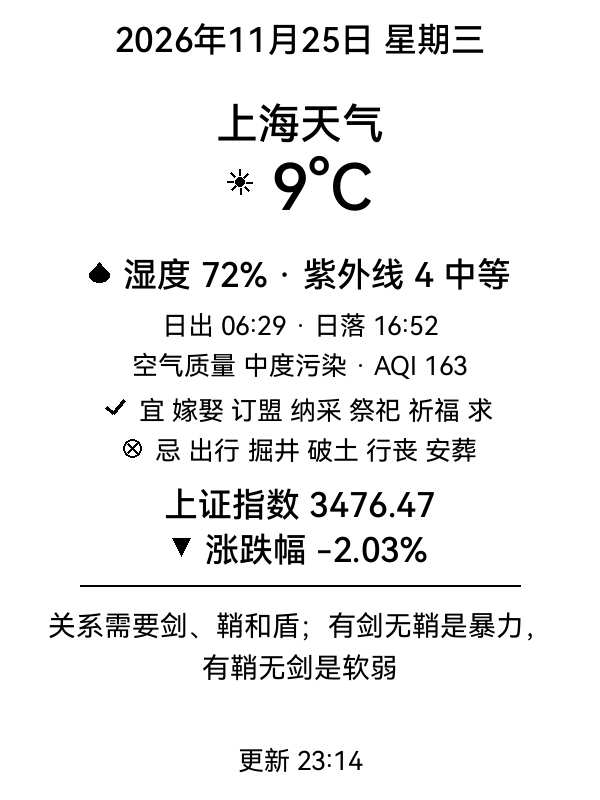 2026年11月25日 星期三
上海天气
9°C
湿度 72% · 紫外线 4 中等
日出 06:29 · 日落 16:52
空气质量 中度污染 · AQI 163
宜 嫁娶 订盟 纳采 祭祀 祈福 求
忌 出行 掘井 破土 行丧 安葬
上证指数 3476.47
涨跌幅 -2.03%
关系需要剑、鞘和盾；有剑无鞘是暴力，
有鞘无剑是软弱
更新 23:14